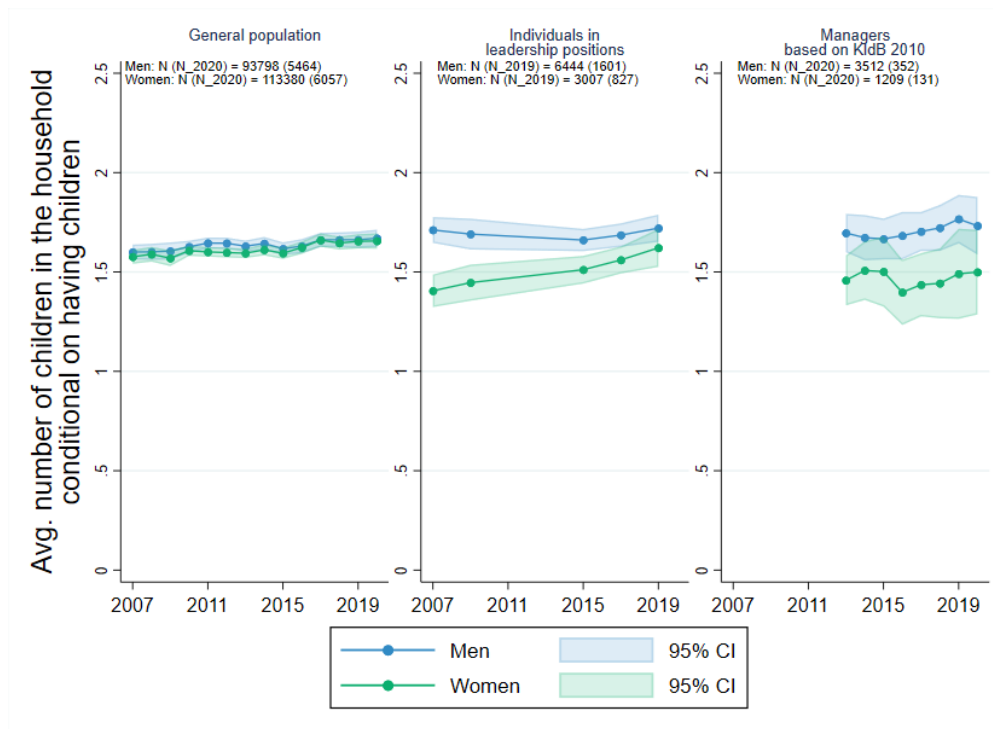 General population
Men: N (N_2020) = 93798 (5464)
Women: N (N_2020) = 113380 (6057)
Individuals in
leadership positions
Men: N (N_2019) = 6444 (1601)
Women: N (N_2019) = 3007 (827)
Managers
based on KldB 2010
Men: N (N_2020) = 3512 (352)
Women: N (N_2020) = 1209 (131)
Avg. number of children in the household
conditional on having children
2.5
2
1.5
1
.5
0
2007 2011 2015 2019
2.5
2
1.5
1
.5
0
2007 2011 2015 2019
2.5
2
1.5
1
.5
0
2007 2011 2015 2019
Men 95% CI
Women 95% CI